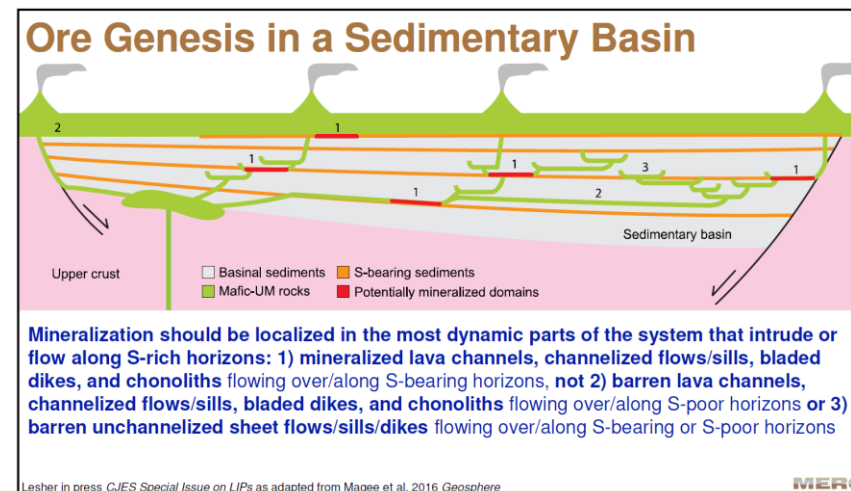 Ore Genesis in a Sedimentary Basin
2
1
1
1
3
1
1
2
Sedimentary basin
Upper crust
Basinal sediments
S-bearing sediments
Mafic-UM rocks
Potentially mineralized domains
Mineralization should be localized in the most dynamic parts of the system that intrude or
flow along S-rich horizons: 1) mineralized lava channels, channelized flows/sills, bladed
dikes, and chonoliths flowing over/along S-bearing horizons, not 2) barren lava channels,
channelized flows/sills, bladed dikes, and chonoliths flowing over/along S-poor horizons or 3)
barren unchannelized sheet flows/sills/dikes flowing over/along S-bearing or S-poor horizons
Lesher in press CJES Special Issue on LIPs as adapted from Magee et al. 2016 Geosphere